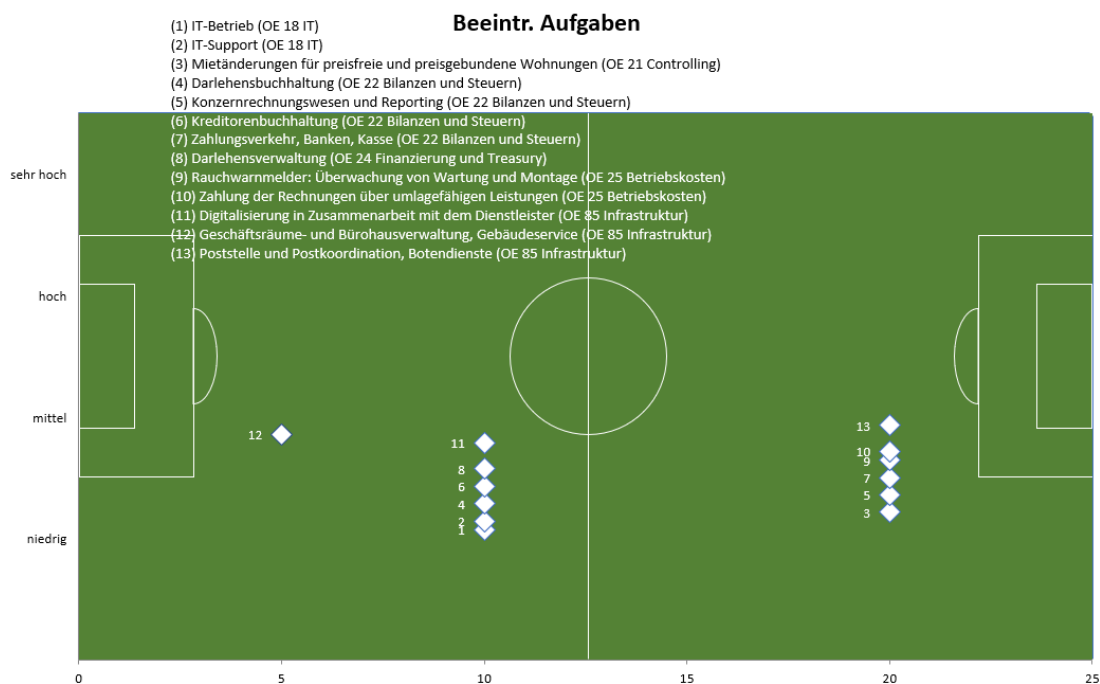 Beeintr. Aufgaben
(1) IT-Betrieb (OE 18 IT)
(2) IT-Support (OE 18 IT)
(3) Mietänderungen für preisfreie und preisgebundene Wohnungen (OE 21 Controlling)
(4) Darlehensbuchhaltung (OE 22 Bilanzen und Steuern)
(5) Konzernrechnungswesen und Reporting (OE 22 Bilanzen und Steuern)
(6) Kreditorenbuchhaltung (OE 22 Bilanzen und Steuern)
(7) Zahlungsverkehr, Banken, Kasse (OE 22 Bilanzen und Steuern)
(8) Darlehensverwaltung (OE 24 Finanzierung und Treasury)
(9) Rauchwarnmelder: Überwachung von Wartung und Montage (OE 25 Betriebskosten)
(10) Zahlung der Rechnungen über umlagefähigen Leistungen (OE 25 Betriebskosten)
(11) Digitalisierung in Zusammenarbeit mit dem Dienstleister (OE 85 Infrastruktur)
(12) Geschäftsräume- und Bürohausverwaltung, Gebäudeservice (OE 85 Infrastruktur)
(13) Poststelle und Postkoordination, Botendienste (OE 85 Infrastruktur)
sehr hoch
hoch
mittel
niedrig
12
11
8
6
4
2
1
13
10
9
7
5
3
0
5
10
15
20
25